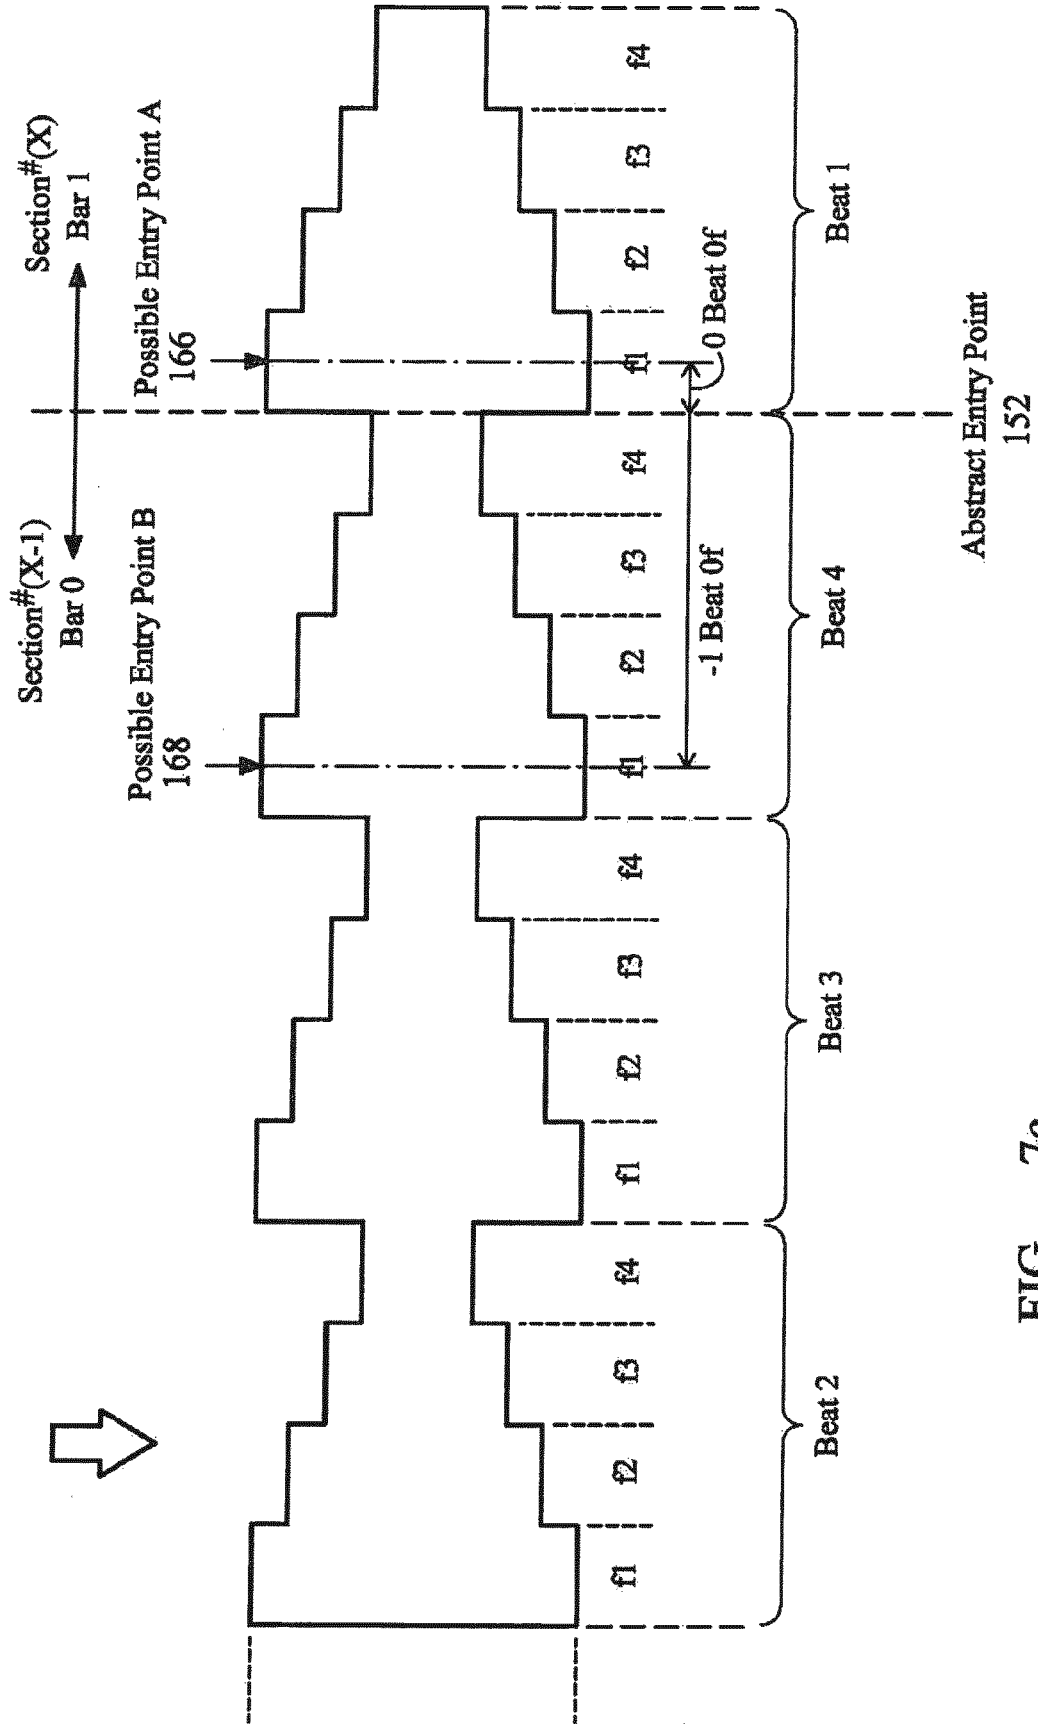 Section#(X-1)
Section#(X)
Bar 0
Bar 1
Possible Entry Point B
168
Possible Entry Point A
166
f1 f2 f3 f4 f1 f2 f3 f4 f1 f2 f3 f4 f1 f2 f3 f4
-1 Beat 0f
0 Beat 0f
Beat 2
Beat 3
Beat 4
Beat 1
Abstract Entry Point
152
FIG